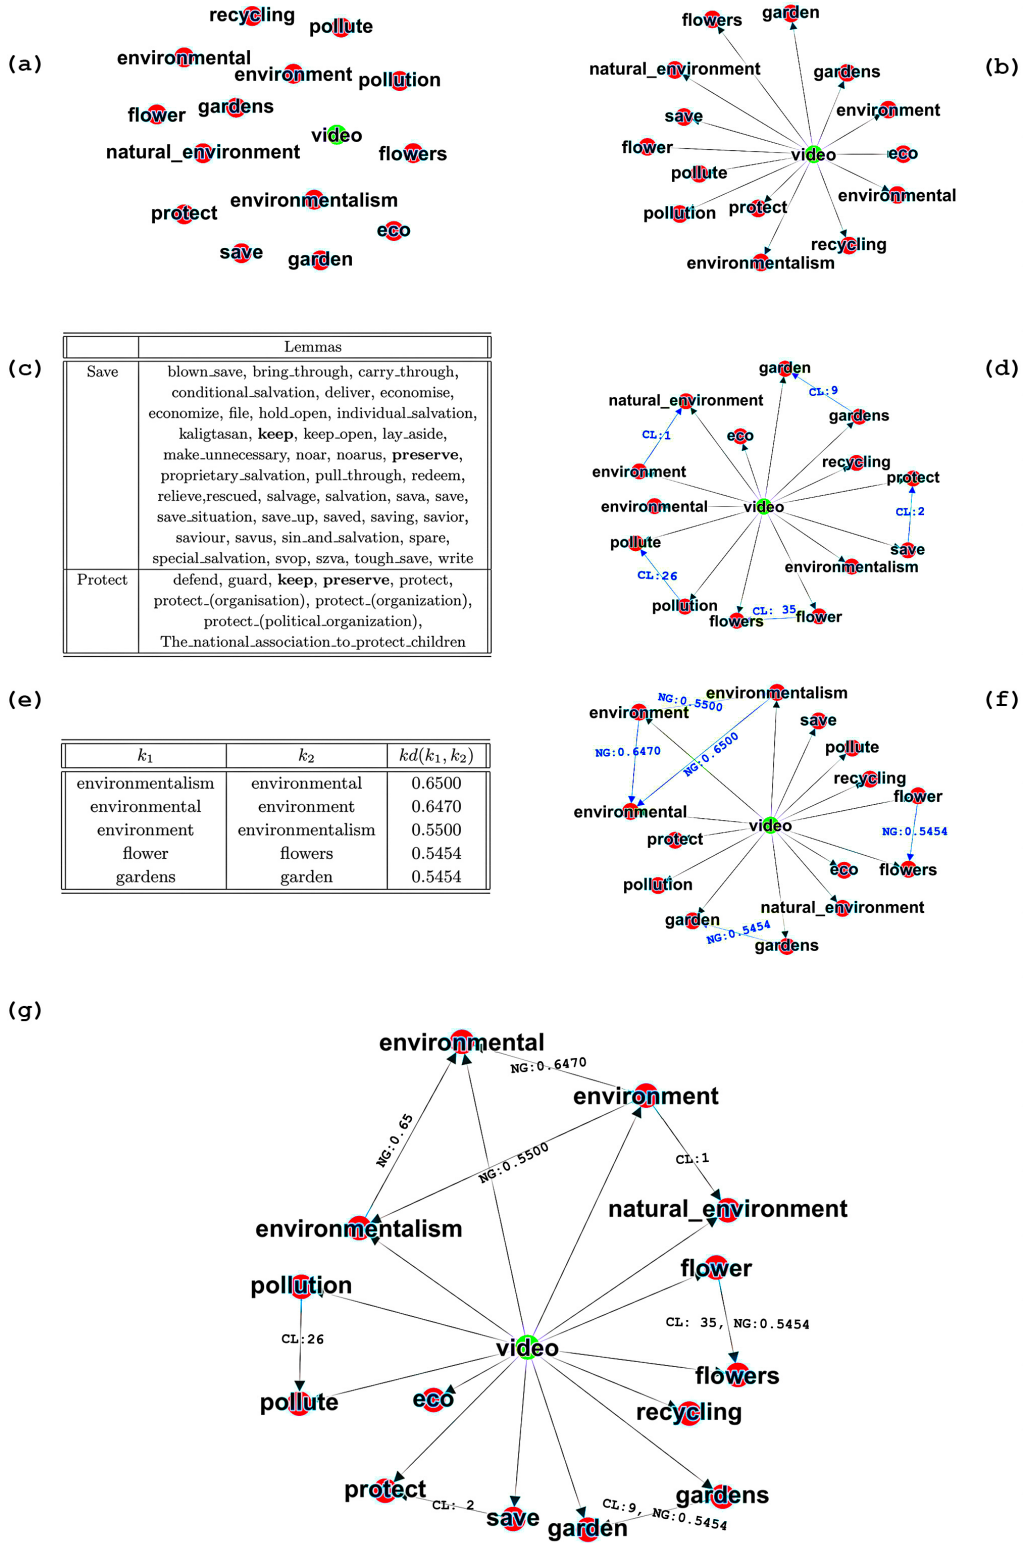 (a)
recycling
pollute
environmental
environment
pollution
flower
gardens
video
natural_environment
flowers
environmentalism
protect
eco
save
garden
(b)
flowers
garden
natural_environment
gardens
save
environment
flower
video
eco
pollute
environmental
pollution
protect
recycling
environmentalism
(c)
Lemmas
Save
blown_save, bring_through, carry_through,
conditional_salvation, deliver, economise,
economize, file, hold_open, individual_salvation,
kaligtasan, keep, keep_open, lay_aside,
make_unnecessary, noar, noarus, preserve,
proprietary_salvation, pull_through, redeem,
relieve,rescued, salvage, salvation, sava, save,
save_situation, save_up, saved, saving, savior,
saviour, savus, sin_and_salvation, spare,
special_salvation, svop, szva, tough_save, write
Protect
defend, guard, keep, preserve, protect,
protect_(organisation), protect_(organization),
protect_(political_organization),
The_national_association_to_protect_children
(d)
garden
CL:9
natural_environment
gardens
CL:1
eco
recycling
environment
protect
environmental
video
CL:2
pollute
save
environmentalism
CL:26
pollution
CL: 35
flowers
flower
(e)
k1 k2 kd(k1, k2)
environmentalism environmental 0.6500
environmental environment 0.6470
environment environmentalism 0.5500
flower flowers 0.5454
gardens garden 0.5454
(f)
environmentalism
NG:0.5500
environment
save
NG:0.6470
NG:0.6500
pollute
recycling
flower
environmental
video
NG:0.5454
protect
eco
flowers
pollution
natural_environment
garden
NG:0.5454
gardens
(g)
environmental
NG:0.6470
environment
NG:0.65
NG:0.5500
CL:1
natural_environment
environmentalism
flower
pollution
CL: 35, NG:0.5454
CL:26
video
flowers
pollute
eco
recycling
protect
CL: 2
save
garden
CL:9, NG:0.5454
gardens